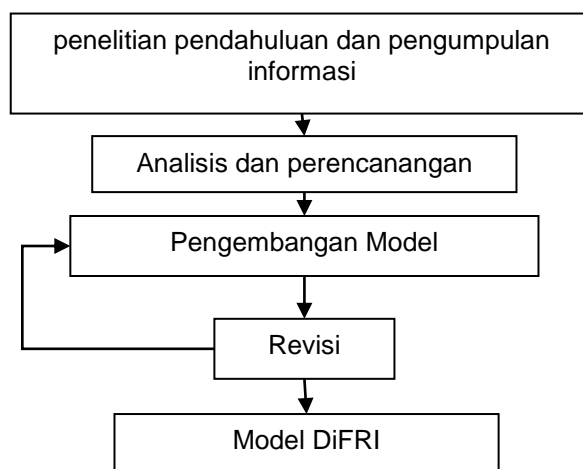 penelitian pendahuluan dan pengumpulan
informasi
Analisis dan perencanangan
Pengembangan Model
Revisi
Model DiFRI